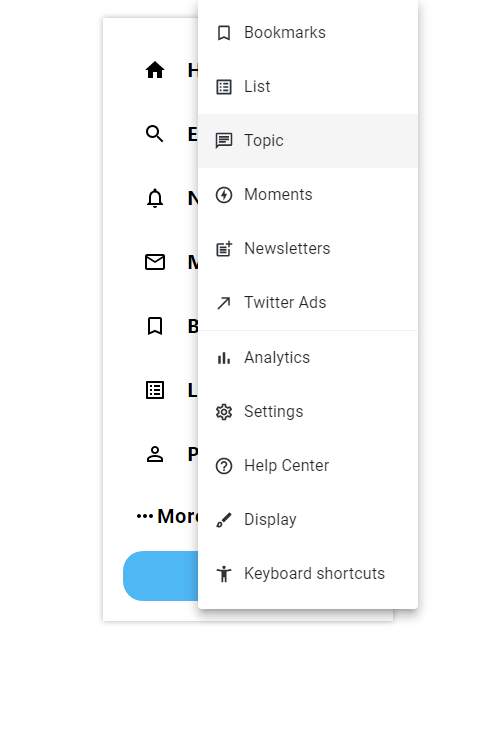 Bookmarks
List
Topic
Moments
Newsletters
Twitter Ads
Analytics
Settings
Help Center
Display
Keyboard shortcuts
H
E
N
M
B
L
P
More